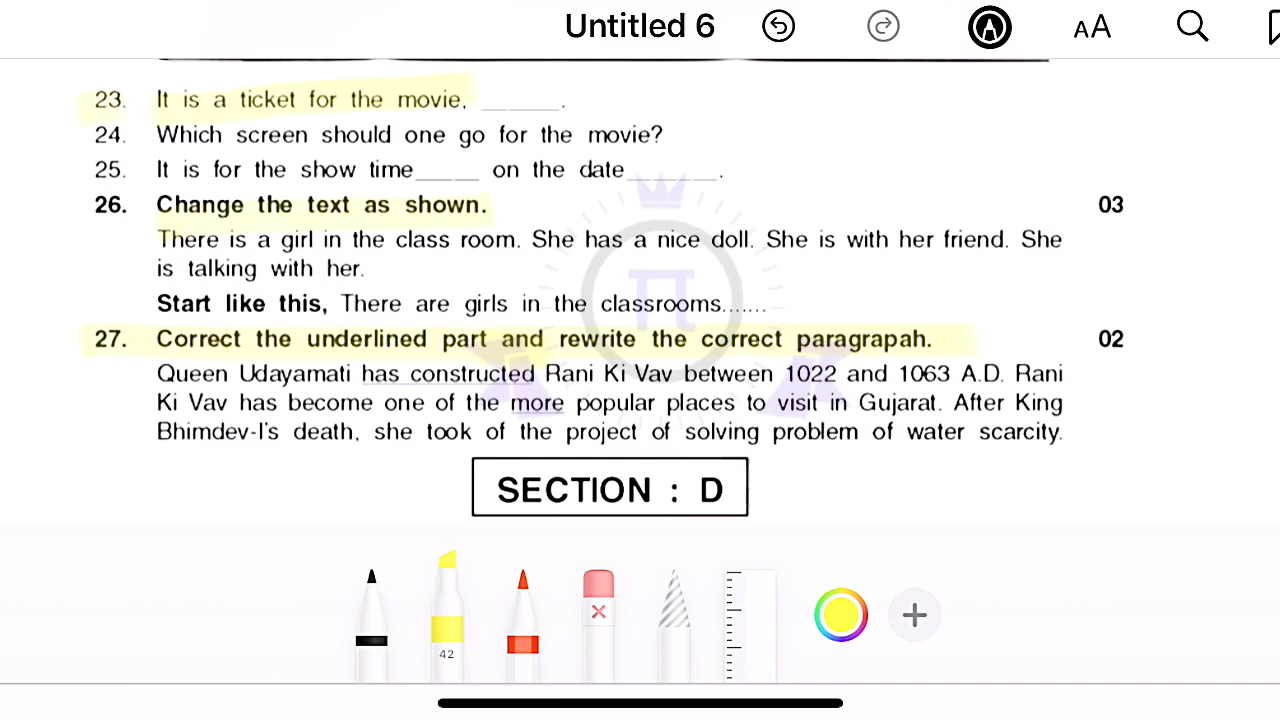 Untitled 6
AA
23. It is a ticket for the movie, ______.
24. Which screen should one go for the movie?
25. It is for the show time_____ on the date_______.
26. Change the text as shown. 03
There is a girl in the class room. She has a nice doll. She is with her friend. She
is talking with her.
Start like this, There are girls in the classrooms.......
27. Correct the underlined part and rewrite the correct paragrapah. 02
Queen Udayamati has constructed Rani Ki Vav between 1022 and 1063 A.D. Rani
Ki Vav has become one of the more popular places to visit in Gujarat. After King
Bhimdev-I's death, she took of the project of solving problem of water scarcity.
SECTION : D
42